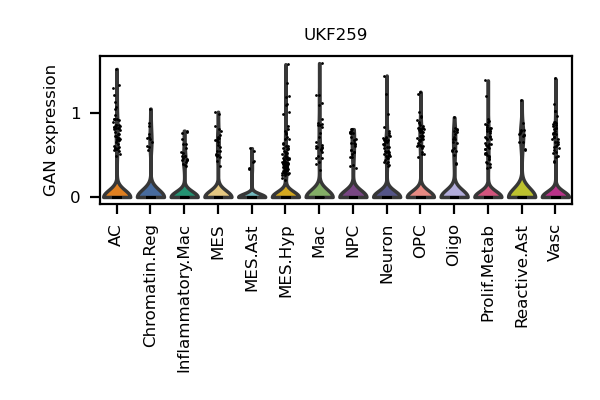 UKF259
GAN expression
1
0
AC
Chromatin.Reg
Inflammatory.Mac
MES
MES.Ast
MES.Hyp
Mac
NPC
Neuron
OPC
Oligo
Prolif.Metab
Reactive.Ast
Vasc